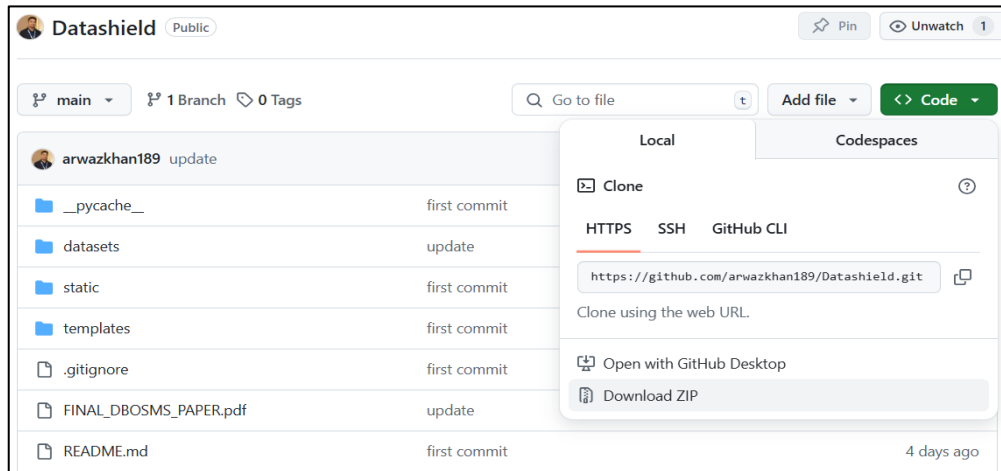 Datashield Public Pin Unwatch 1
main 1 Branch 0 Tags Go to file t Add file <> Code
arwazkhan189 update
__pycache__ first commit
datasets update
static first commit
templates first commit
.gitignore first commit
FINAL_DBOSMS_PAPER.pdf update
README.md 4 days ago
Local Codespaces
Clone
HTTPS SSH GitHub CLI
https://github.com/arwazkhan189/Datashield.git
Clone using the web URL.
Open with GitHub Desktop
Download ZIP